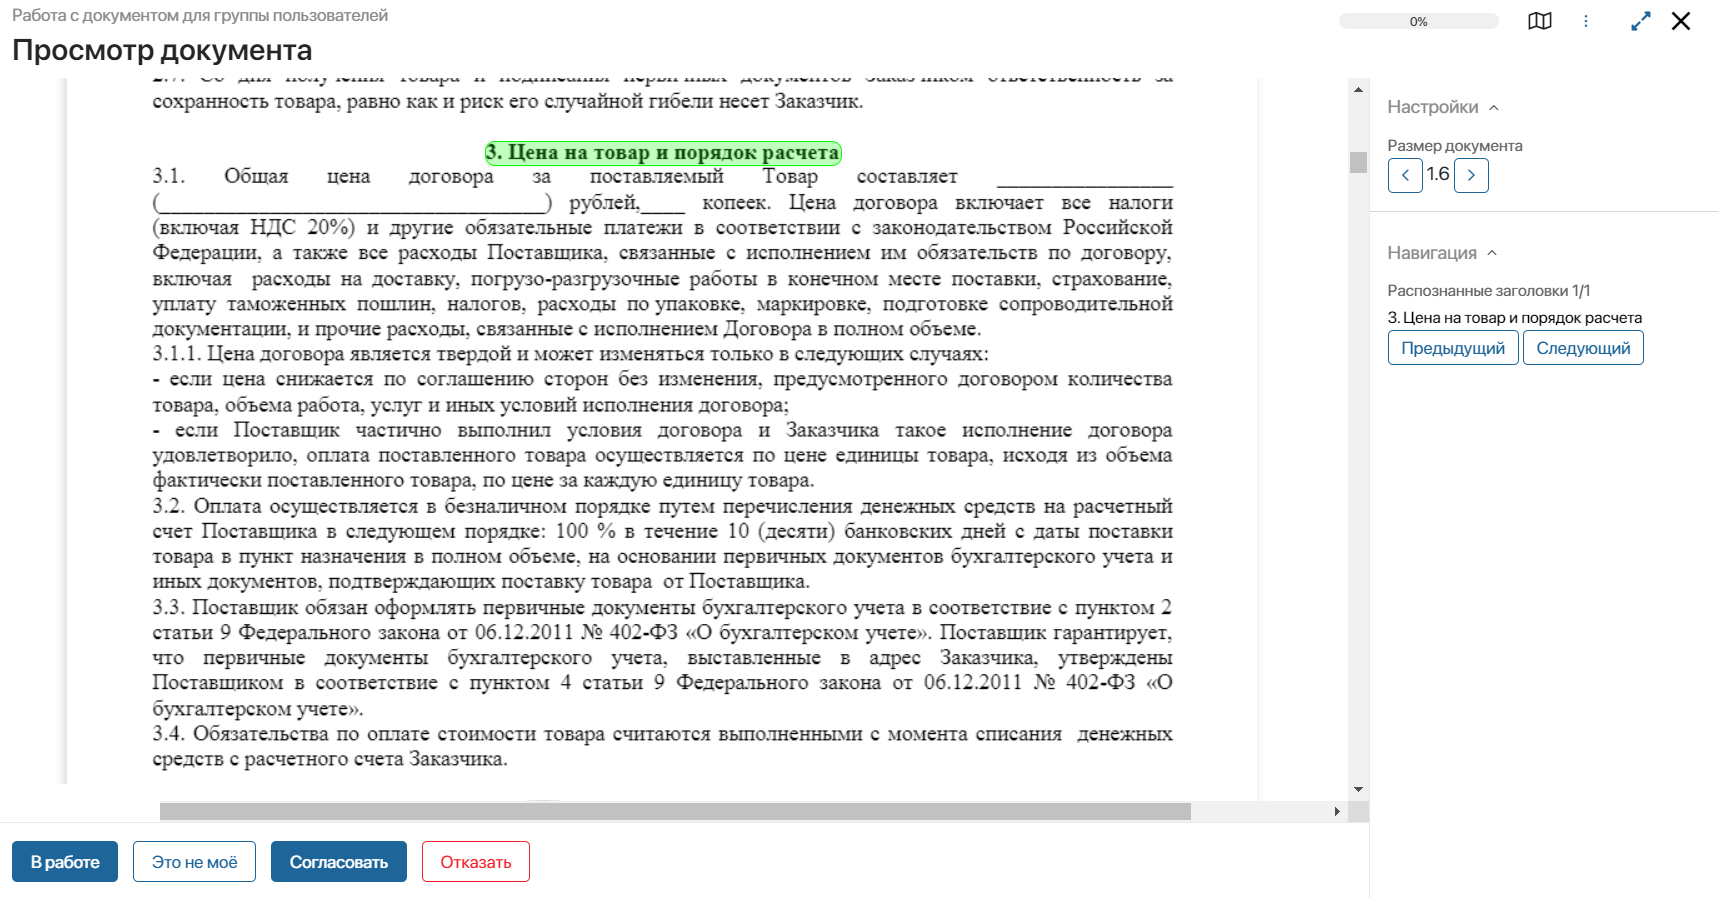 Работа с документом для группы пользователей
0%
Просмотр документа
2.7. Со дня получения товара и подписания первичных документов Заказчиком ответственность за
сохранность товара, равно как и риск его случайной гибели несет Заказчик.
3. Цена на товар и порядок расчета
3.1. Общая цена договора за поставляемый Товар составляет ________________
(___________________________________) рублей,____ копеек. Цена договора включает все налоги
(включая НДС 20%) и другие обязательные платежи в соответствии с законодательством Российской
Федерации, а также все расходы Поставщика, связанные с исполнением им обязательств по договору,
включая расходы на доставку, погрузо-разгрузочные работы в конечном месте поставки, страхование,
уплату таможенных пошлин, налогов, расходы по упаковке, маркировке, подготовке сопроводительной
документации, и прочие расходы, связанные с исполнением Договора в полном объеме.
3.1.1. Цена договора является твердой и может изменяться только в следующих случаях:
- если цена снижается по соглашению сторон без изменения, предусмотренного договором количества
товара, объема работа, услуг и иных условий исполнения договора;
- если Поставщик частично выполнил условия договора и Заказчика такое исполнение договора
удовлетворило, оплата поставленного товара осуществляется по цене единицы товара, исходя из объема
фактически поставленного товара, по цене за каждую единицу товара.
3.2. Оплата осуществляется в безналичном порядке путем перечисления денежных средств на расчетный
счет Поставщика в следующем порядке: 100 % в течение 10 (десяти) банковских дней с даты поставки
товара в пункт назначения в полном объеме, на основании первичных документов бухгалтерского учета и
иных документов, подтверждающих поставку товара от Поставщика.
3.3. Поставщик обязан оформлять первичные документы бухгалтерского учета в соответствие с пунктом 2
статьи 9 Федерального закона от 06.12.2011 № 402-ФЗ «О бухгалтерском учете». Поставщик гарантирует,
что первичные документы бухгалтерского учета, выставленные в адрес Заказчика, утверждены
Поставщиком в соответствие с пунктом 4 статьи 9 Федерального закона от 06.12.2011 № 402-ФЗ «О
бухгалтерском учете».
3.4. Обязательства по оплате стоимости товара считаются выполненными с момента списания денежных
средств с расчетного счета Заказчика.
Настройки
Размер документа
1.6
Навигация
Распознанные заголовки 1/1
3. Цена на товар и порядок расчета
Предыдущий Следующий
В работе Это не моё Согласовать Отказать